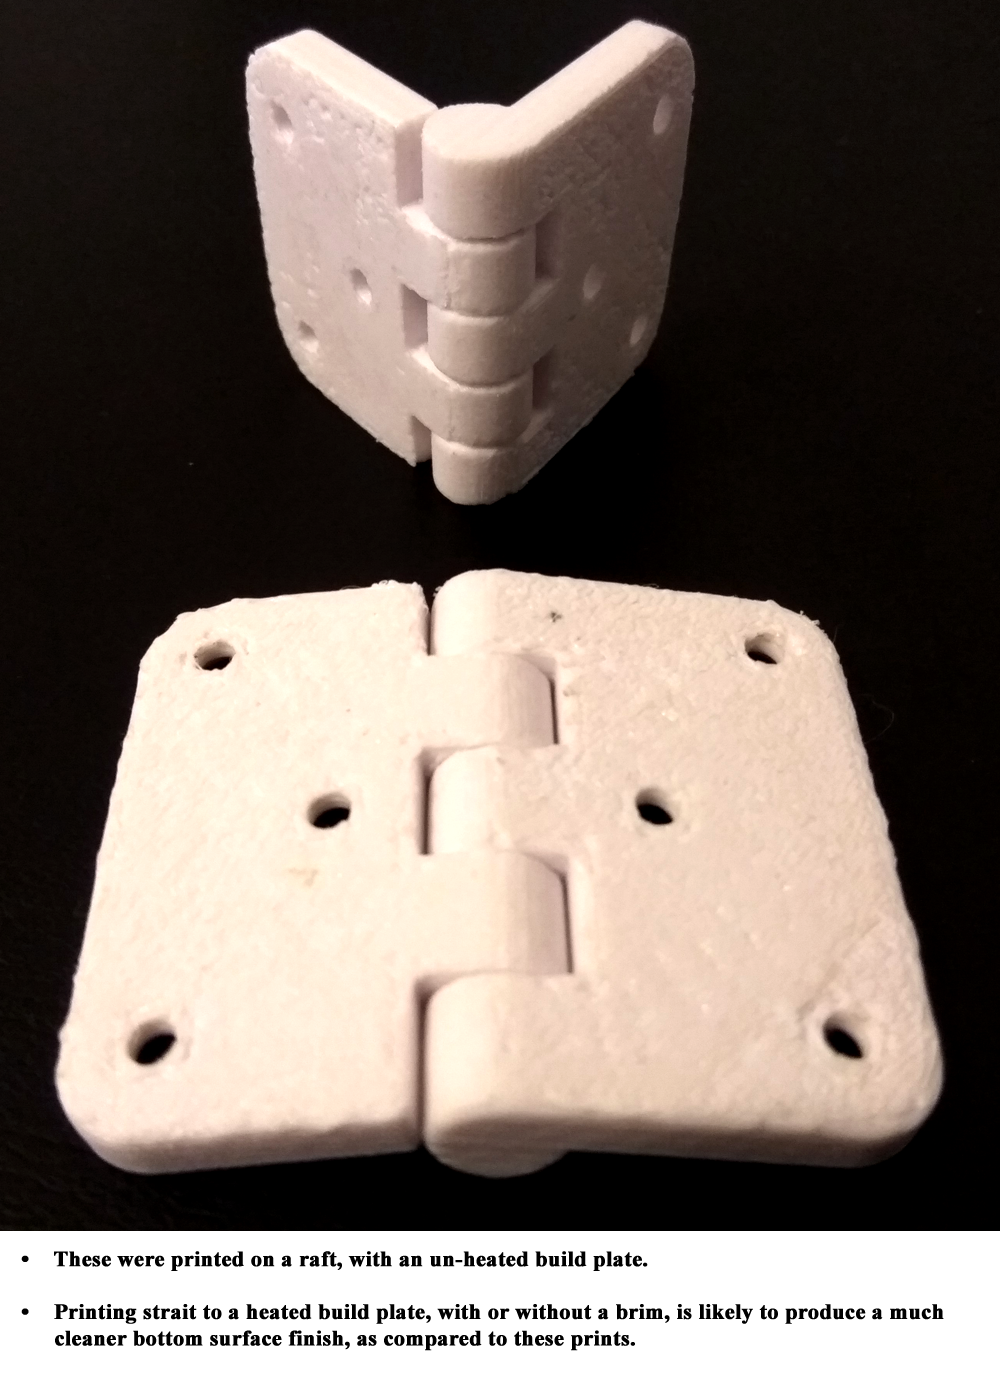 • These were printed on a raft, with an un-heated build plate.
• Printing strait to a heated build plate, with or without a brim, is likely to produce a much
cleaner bottom surface finish, as compared to these prints.